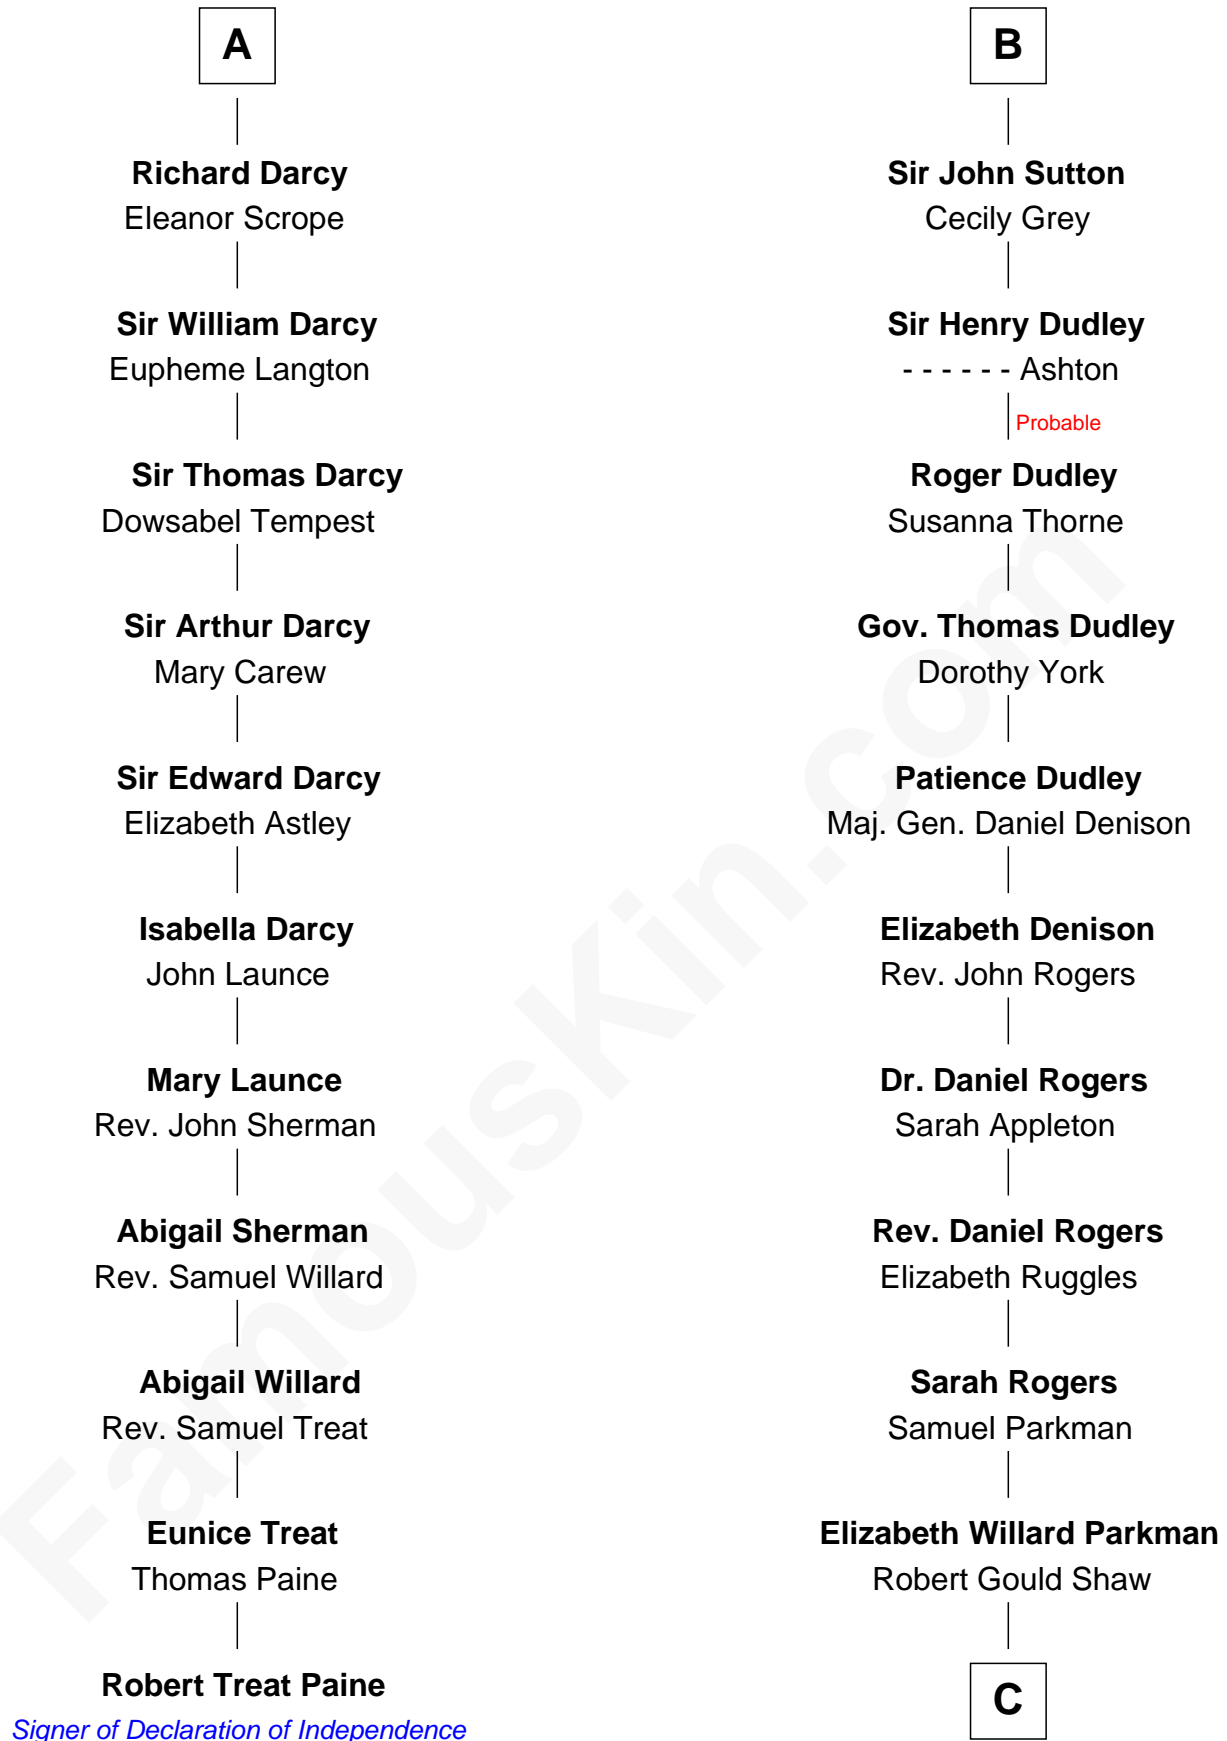 A
Richard Darcy
Eleanor Scrope
Sir William Darcy
Eupheme Langton
Sir Thomas Darcy
Dowsabel Tempest
Sir Arthur Darcy
Mary Carew
Sir Edward Darcy
Elizabeth Astley
Isabella Darcy
John Launce
Mary Launce
Rev. John Sherman
Abigail Sherman
Rev. Samuel Willard
Abigail Willard
Rev. Samuel Treat
Eunice Treat
Thomas Paine
Robert Treat Paine
Signer of Declaration of Independence
B
Sir John Sutton
Cecily Grey
Sir Henry Dudley
- - - - - - Ashton
Probable
Roger Dudley
Susanna Thorne
Gov. Thomas Dudley
Dorothy York
Patience Dudley
Maj. Gen. Daniel Denison
Elizabeth Denison
Rev. John Rogers
Dr. Daniel Rogers
Sarah Appleton
Rev. Daniel Rogers
Elizabeth Ruggles
Sarah Rogers
Samuel Parkman
Elizabeth Willard Parkman
Robert Gould Shaw
C
FamousKin.com